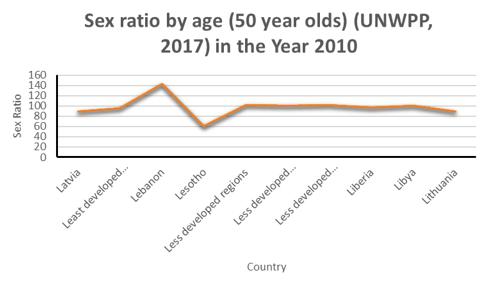 Sex ratio by age (50 year olds) (UNWPP,
2017) in the Year 2010
160
140
120
100
80
60
40
20
0
Sex Ratio
Latvia
Least developed...
Lebanon
Lesotho
Less developed regions
Less developed...
Less developed...
Liberia
Libya
Lithuania
Country